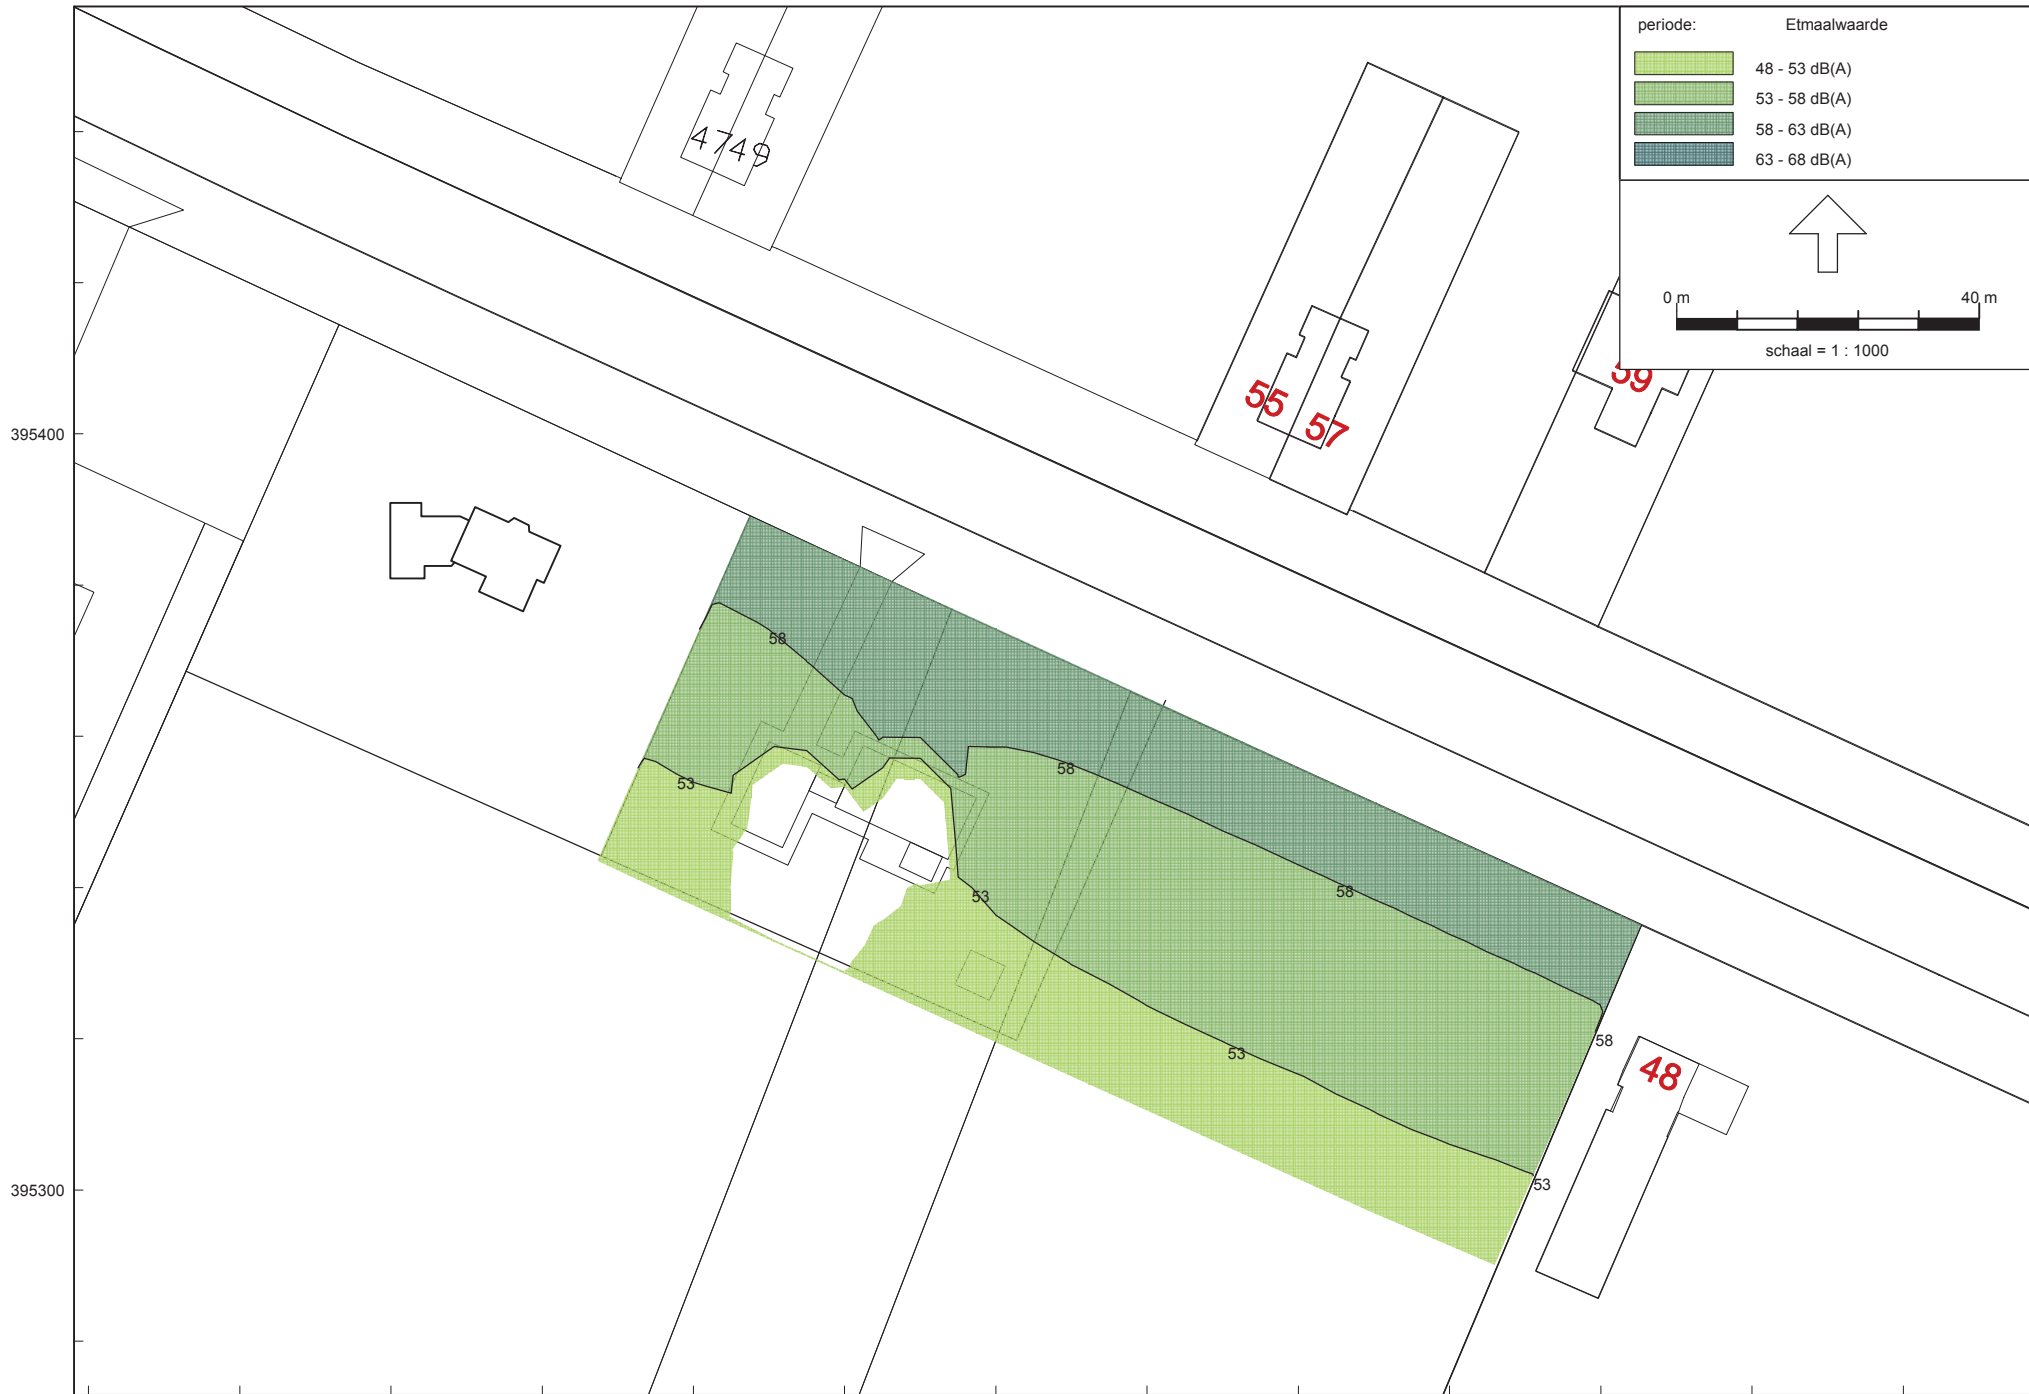 periode: Etmaalwaarde
48 - 53 dB(A)
53 - 58 dB(A)
58 - 63 dB(A)
63 - 68 dB(A)
4749
0 m 40 m
schaal = 1 : 1000
59
55
57
395400
58
58
53
58
53
53
58
48
53
395300